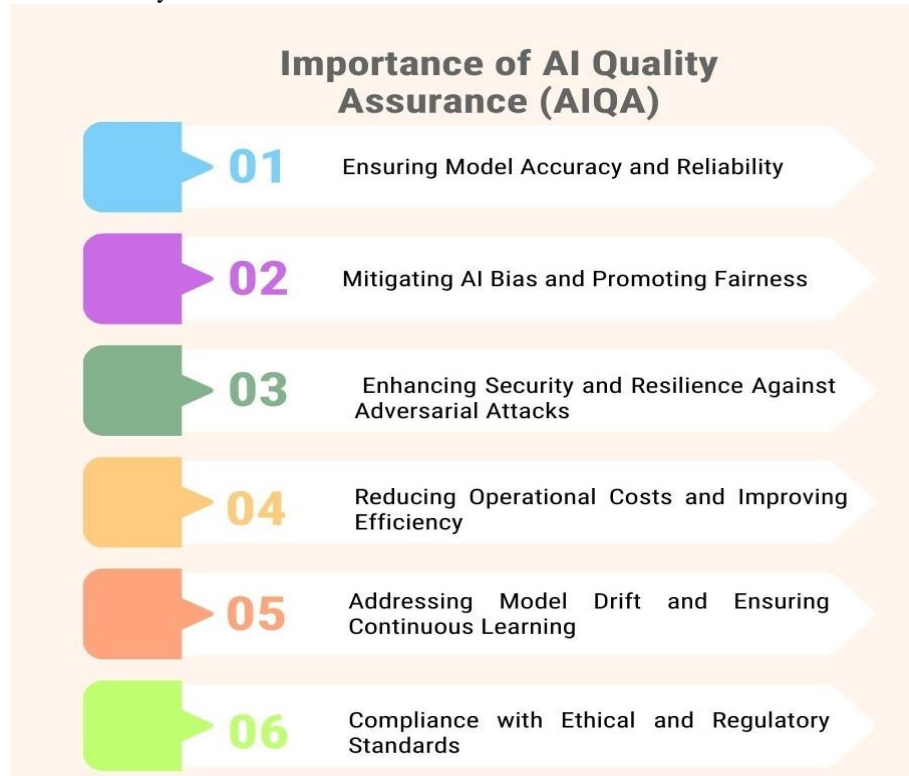 Importance of AI Quality
Assurance (AIQA)
01 Ensuring Model Accuracy and Reliability
02 Mitigating AI Bias and Promoting Fairness
03 Enhancing Security and Resilience Against
Adversarial Attacks
04 Reducing Operational Costs and Improving
Efficiency
05 Addressing Model Drift and Ensuring
Continuous Learning
06 Compliance with Ethical and Regulatory
Standards